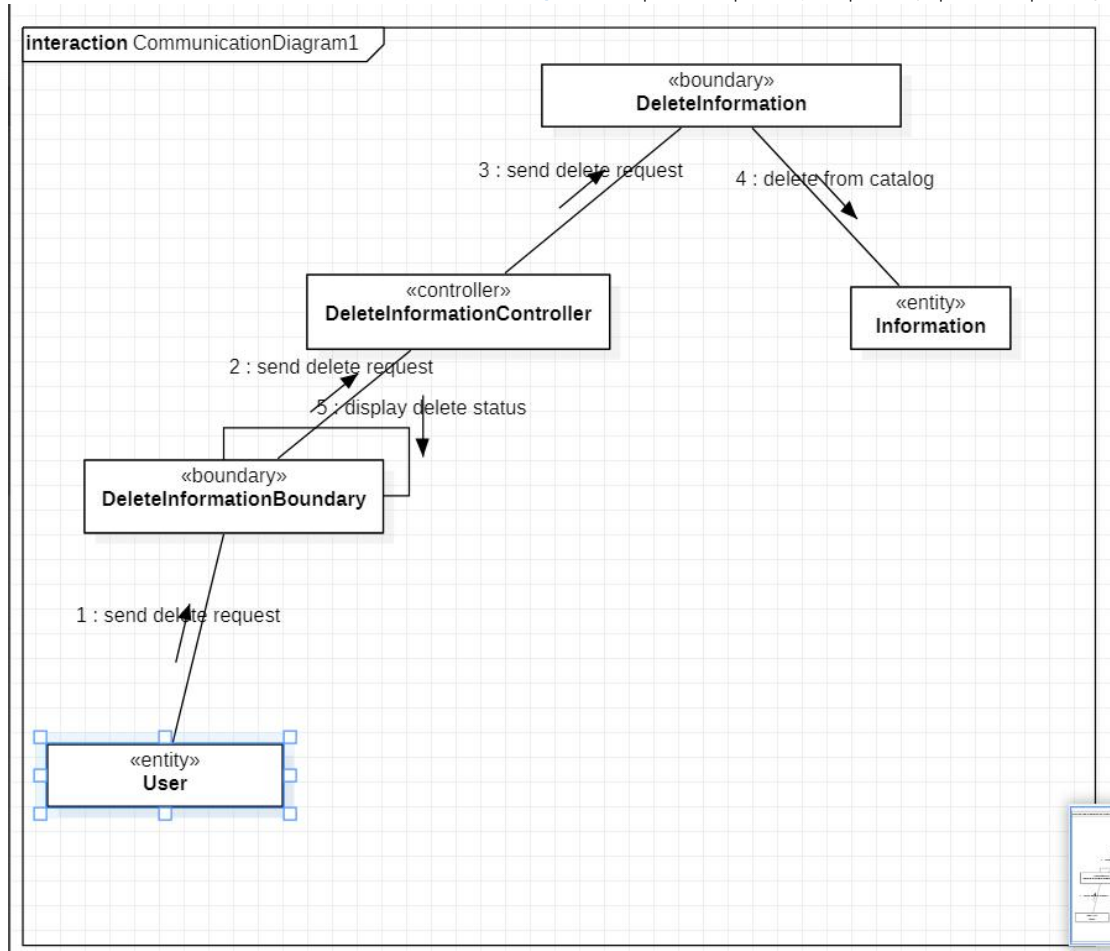 interaction CommunicationDiagram1
«boundary»
DeleteInformation
3 : send delete request
4 : delete from catalog
«controller»
DeleteInformationController
«entity»
Information
2 : send delete request
5 : display delete status
«boundary»
DeleteInformationBoundary
1 : send delete request
«entity»
User